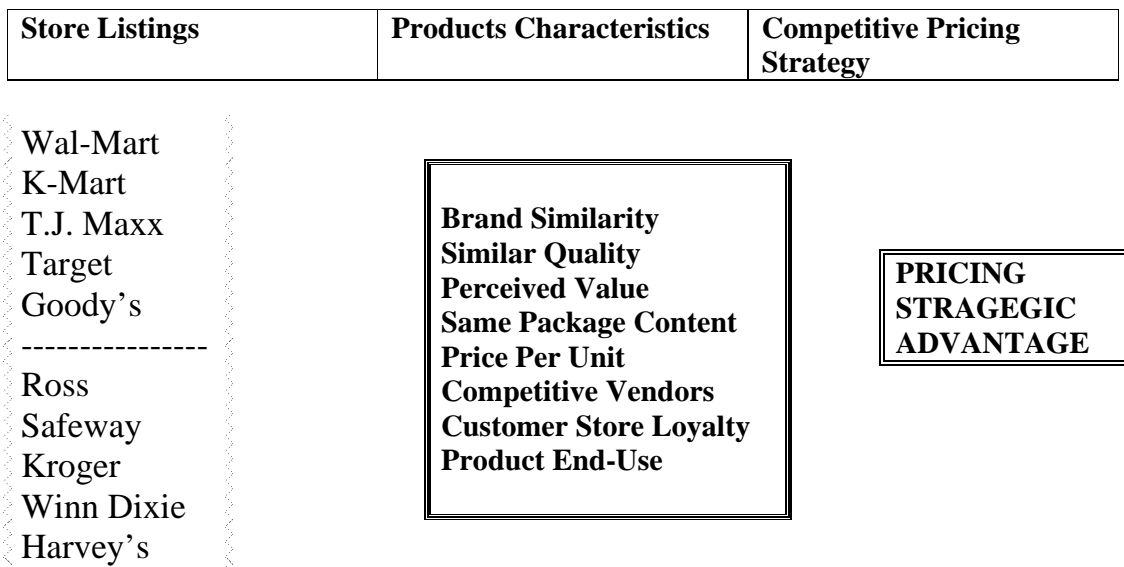 Store Listings
Products Characteristics
Competitive Pricing
Strategy
Wal-Mart
K-Mart
T.J. Maxx
Target
Goody’s
----------------
Ross
Safeway
Kroger
Winn Dixie
Harvey’s
Brand Similarity
Similar Quality
Perceived Value
Same Package Content
Price Per Unit
Competitive Vendors
Customer Store Loyalty
Product End-Use
PRICING
STRAGEGIC
ADVANTAGE